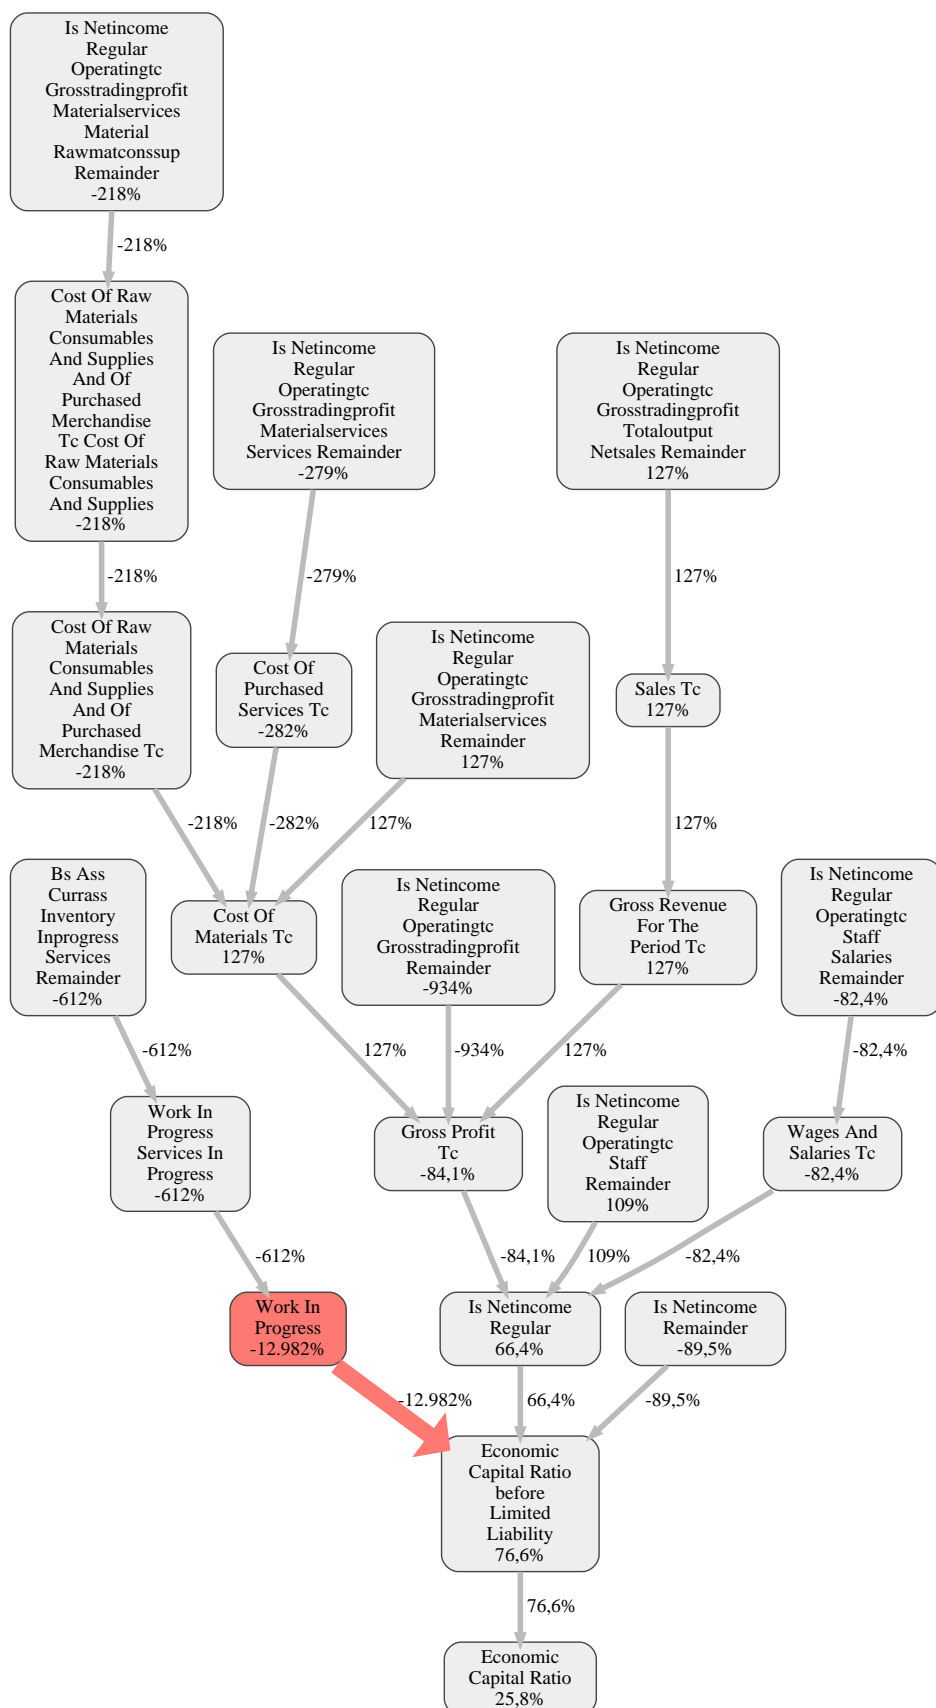 Is Netincome
Regular
Operatingtc
Grosstradingprofit
Materialservices
Material
Rawmatconssup
Remainder
-218%
-218%
Cost Of Raw
Materials
Consumables
And Supplies
And Of
Purchased
Merchandise
Tc Cost Of
Raw Materials
Consumables
And Supplies
-218%
Is Netincome
Regular
Operatingtc
Grosstradingprofit
Materialservices
Services Remainder
-279%
Is Netincome
Regular
Operatingtc
Grosstradingprofit
Totaloutput
Netsales Remainder
127%
-218%
-279%
127%
Cost Of Raw
Materials
Consumables
And Supplies
And Of
Purchased
Merchandise Tc
-218%
Cost Of
Purchased
Services Tc
-282%
Is Netincome
Regular
Operatingtc
Grosstradingprofit
Materialservices
Remainder
127%
Sales Tc
127%
-218%
-282%
127%
127%
Bs Ass
Currass
Inventory
Inprogress
Services
Remainder
-612%
Cost Of
Materials Tc
127%
Is Netincome
Regular
Operatingtc
Grosstradingprofit
Remainder
-934%
Gross Revenue
For The
Period Tc
127%
Is Netincome
Regular
Operatingtc
Staff
Salaries
Remainder
-82,4%
-612%
127%
-934%
127%
-82,4%
Work In
Progress
Services In
Progress
-612%
Gross Profit
Tc
-84,1%
Is Netincome
Regular
Operatingtc
Staff
Remainder
109%
Wages And
Salaries Tc
-82,4%
-612%
-84,1%
109%
-82,4%
Work In
Progress
-12.982%
Is Netincome
Regular
66,4%
Is Netincome
Remainder
-89,5%
-12.982%
66,4%
-89,5%
Economic
Capital Ratio
before
Limited
Liability
76,6%
76,6%
Economic
Capital Ratio
25,8%